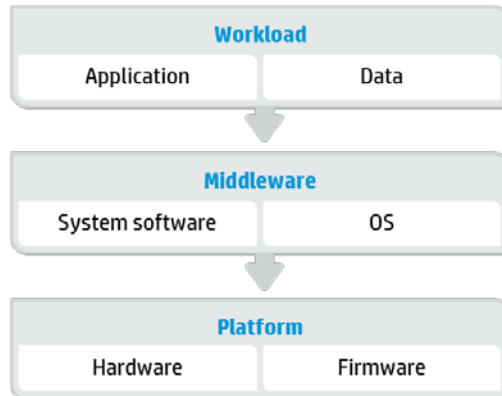 Workload
Application Data
Middleware
System software OS
Platform
Hardware Firmware